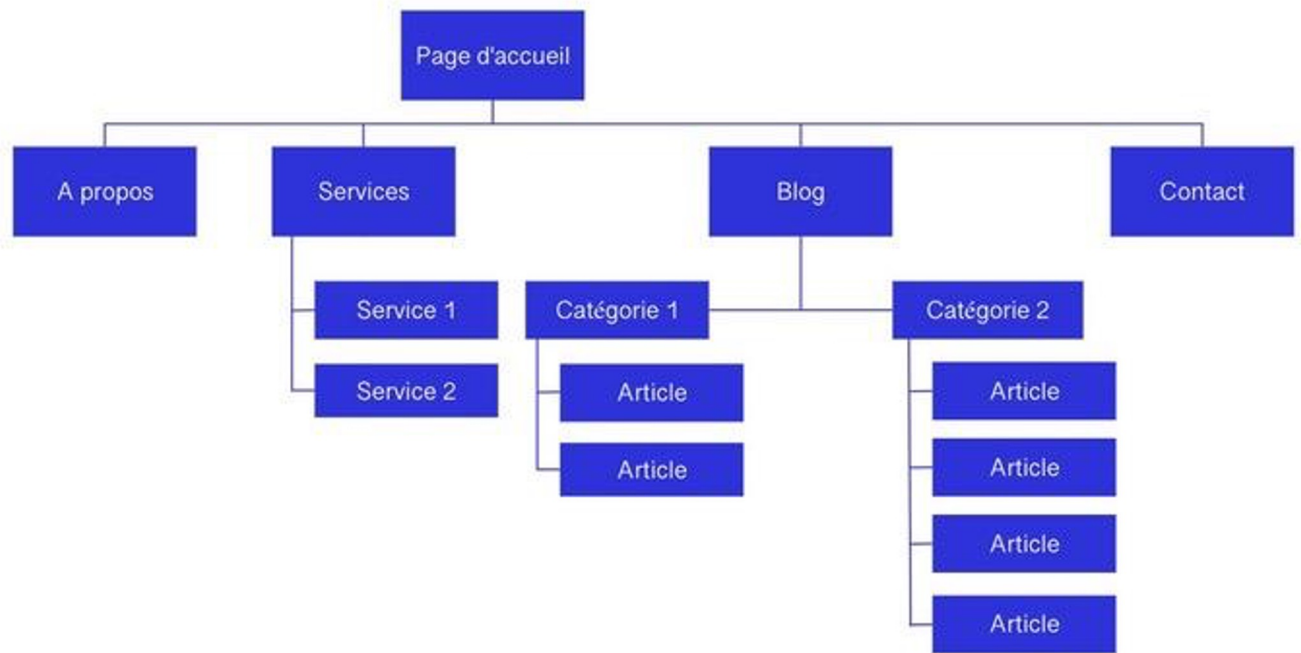 Page d'accueil
A propos
Services
Blog
Contact
Service 1
Catégorie 1
Catégorie 2
Service 2
Article
Article
Article
Article
Article
Article